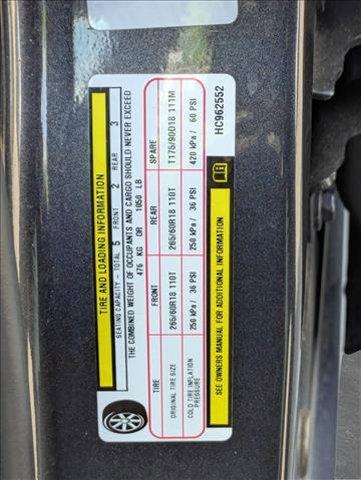 TIRE AND LOADING INFORMATION
SEATING CAPACITY - TOTAL 5 FRONT 2 REAR 3
THE COMBINED WEIGHT OF OCCUPANTS AND CARGO SHOULD NEVER EXCEED
476 KG OR 1050 LB
TIRE FRONT REAR SPARE
ORIGINAL TIRE SIZE 265/60R18 110T 265/60R18 110T T175/90D18 111M
COLD TIRE INFLATION PRESSURE 250 kPa / 36 PSI 250 kPa / 36 PSI 420 kPa / 60 PSI
SEE OWNERS MANUAL FOR ADDITIONAL INFORMATION
HC962552